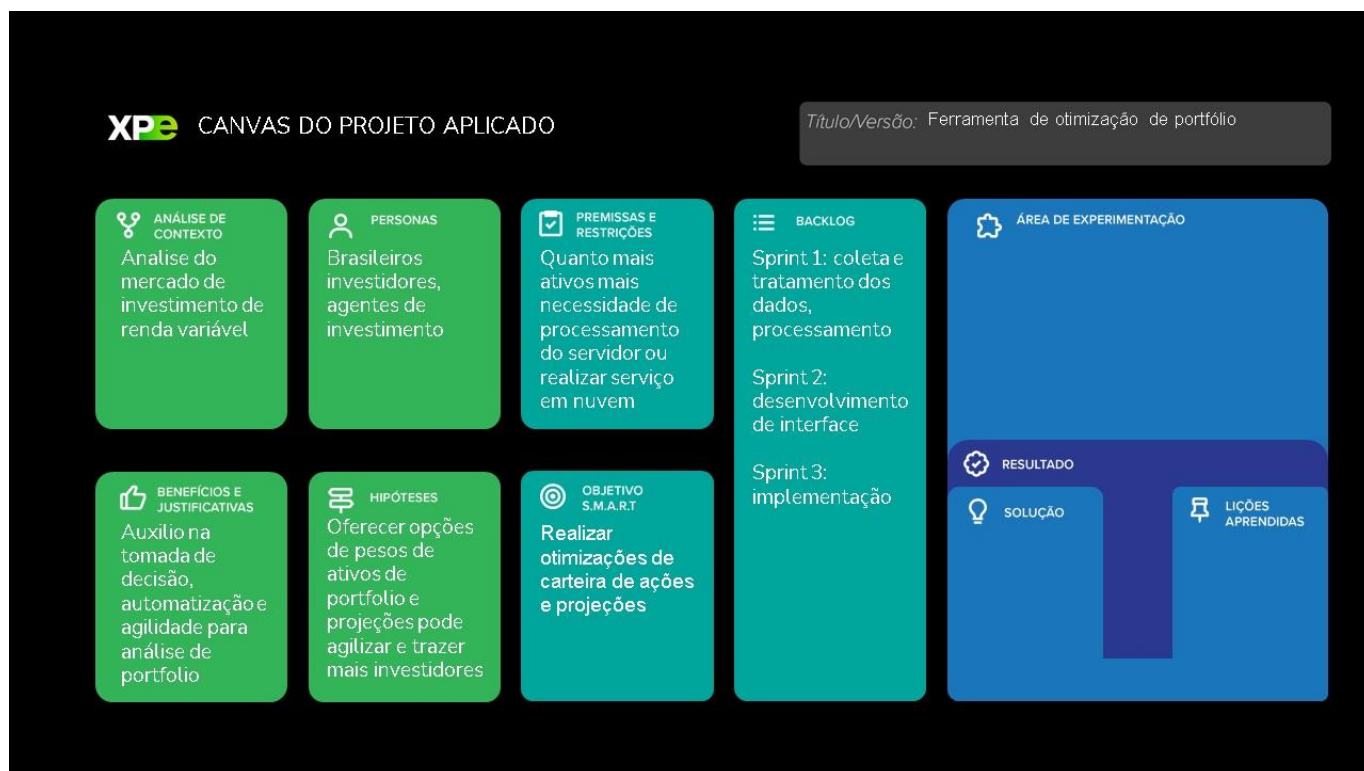 XPe CANVAS DO PROJETO APLICADO
Título/Versão: Ferramenta de otimização de portfólio
ANÁLISE DE
CONTEXTO
Analise do
mercado de
investimento de
renda variável
PERSONAS
Brasileiros
investidores,
agentes de
investimento
PREMISSAS E
RESTRIÇÕES
Quanto mais
ativos mais
necessidade de
processamento
do servidor ou
realizar serviço
em nuvem
BACKLOG
Sprint 1: coleta e
tratamento dos
dados,
processamento
Sprint 2:
desenvolvimento
de interface
Sprint 3:
implementação
ÁREA DE EXPERIMENTAÇÃO
BENEFÍCIOS E
JUSTIFICATIVAS
Auxilio na
tomada de
decisão,
automatização e
agilidade para
análise de
portfolio
HIPÓTESES
Oferecer opções
de pesos de
ativos de
portfolio e
projeções pode
agilizar e trazer
mais investidores
OBJETIVO
S.M.A.R.T
Realizar
otimizações de
carteira de ações
e projeções
RESULTADO
SOLUÇÃO
LIÇÕES
APRENDIDAS